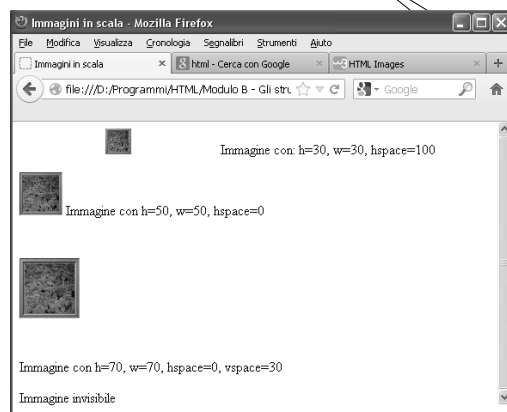 Immagini in scala - Mozilla Firefox
File Modifica Visualizza Cronologia Segnalibri Strumenti Aiuto
Immagini in scala html - Cerca con Google HTML Images
file:///D:/Programmi/HTML/Modulo B - Gli stru Google
Immagine con: h=30, w=30, hspace=100
Immagine con h=50, w=50, hspace=0
Immagine con h=70, w=70, hspace=0, vspace=30
Immagine invisibile